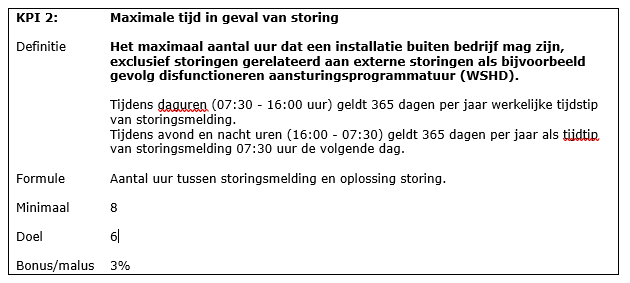 KPI 2: Maximale tijd in geval van storing
Definitie Het maximaal aantal uur dat een installatie buiten bedrijf mag zijn,
exclusief storingen gerelateerd aan externe storingen als bijvoorbeeld
gevolg disfunctioneren aansturingsprogrammatuur (WSHD).
Tijdens daguren (07:30 - 16:00 uur) geldt 365 dagen per jaar werkelijke tijdstip
van storingsmelding.
Tijdens avond en nacht uren (16:00 - 07:30) geldt 365 dagen per jaar als tijdtip
van storingsmelding 07:30 uur de volgende dag.
Formule Aantal uur tussen storingsmelding en oplossing storing.
Minimaal 8
Doel 6
Bonus/malus 3%